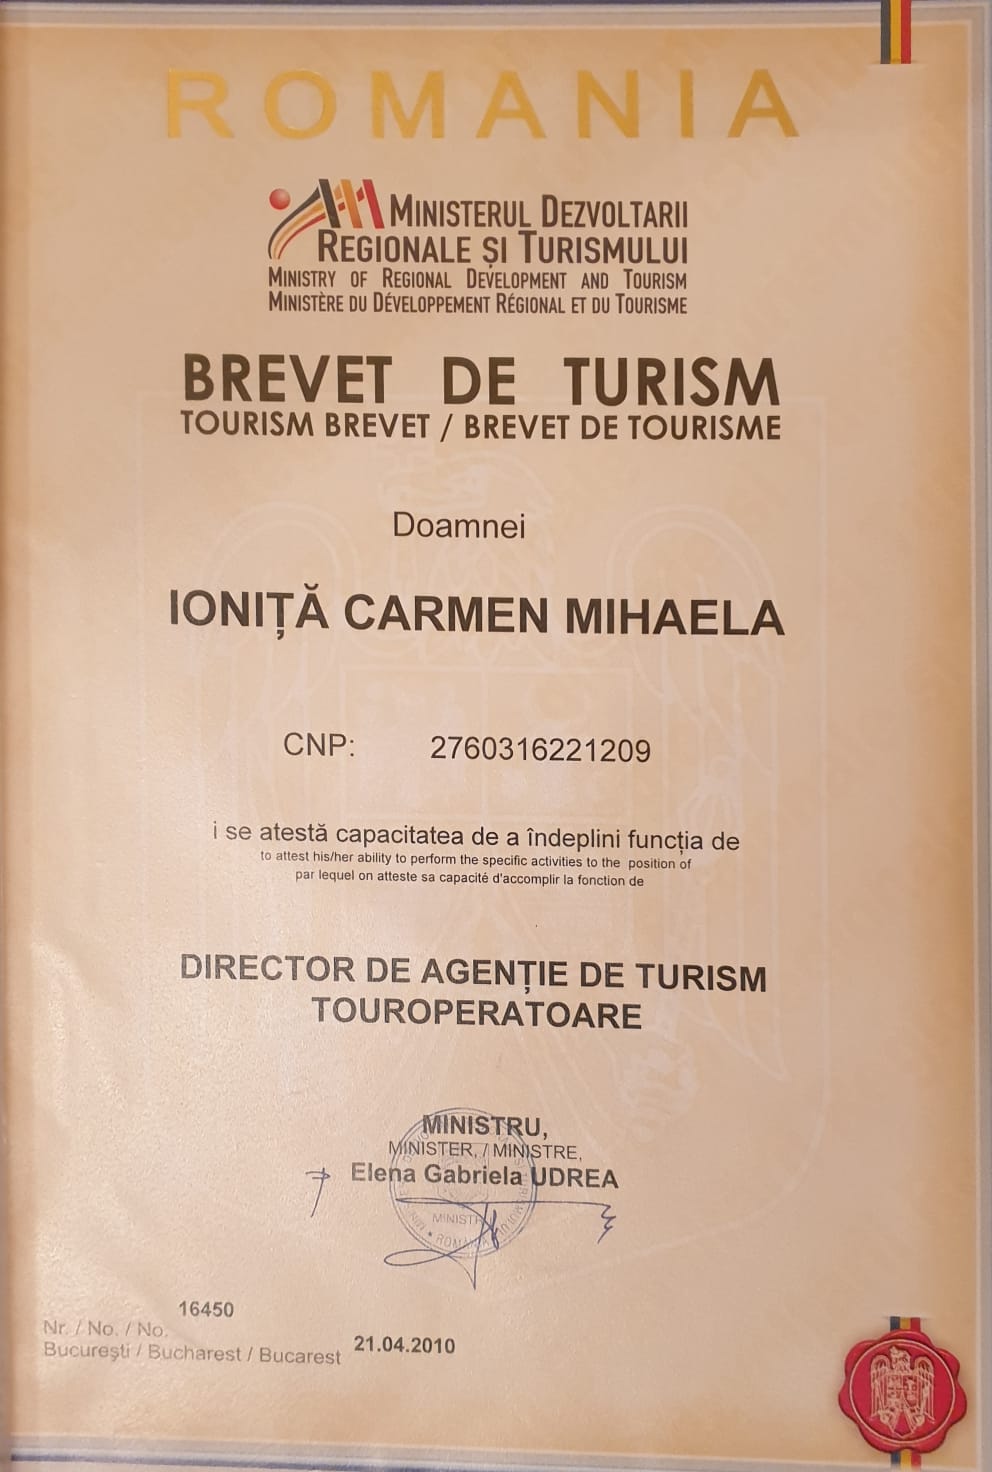 ROMANIA
MINISTERUL DEZVOLTARII
REGIONALE ȘI TURISMULUI
MINISTRY OF REGIONAL DEVELOPMENT AND TOURISM
MINISTÈRE DU DÉVELOPPEMENT RÉGIONAL ET DU TOURISME
BREVET DE TURISM
TOURISM BREVET / BREVET DE TOURISME
Doamnei
IONIȚĂ CARMEN MIHAELA
CNP: 2760316221209
i se atestă capacitatea de a îndeplini funcția de
to attest his/her ability to perform the specific activities to the position of
par lequel on atteste sa capacité d'accomplir la fonction de
DIRECTOR DE AGENȚIE DE TURISM
TOUROPERATOARE
MINISTRU,
MINISTER, / MINISTRE,
Elena Gabriela UDREA
16450
Nr. / No. / No.
București / Bucharest / Bucarest 21.04.2010